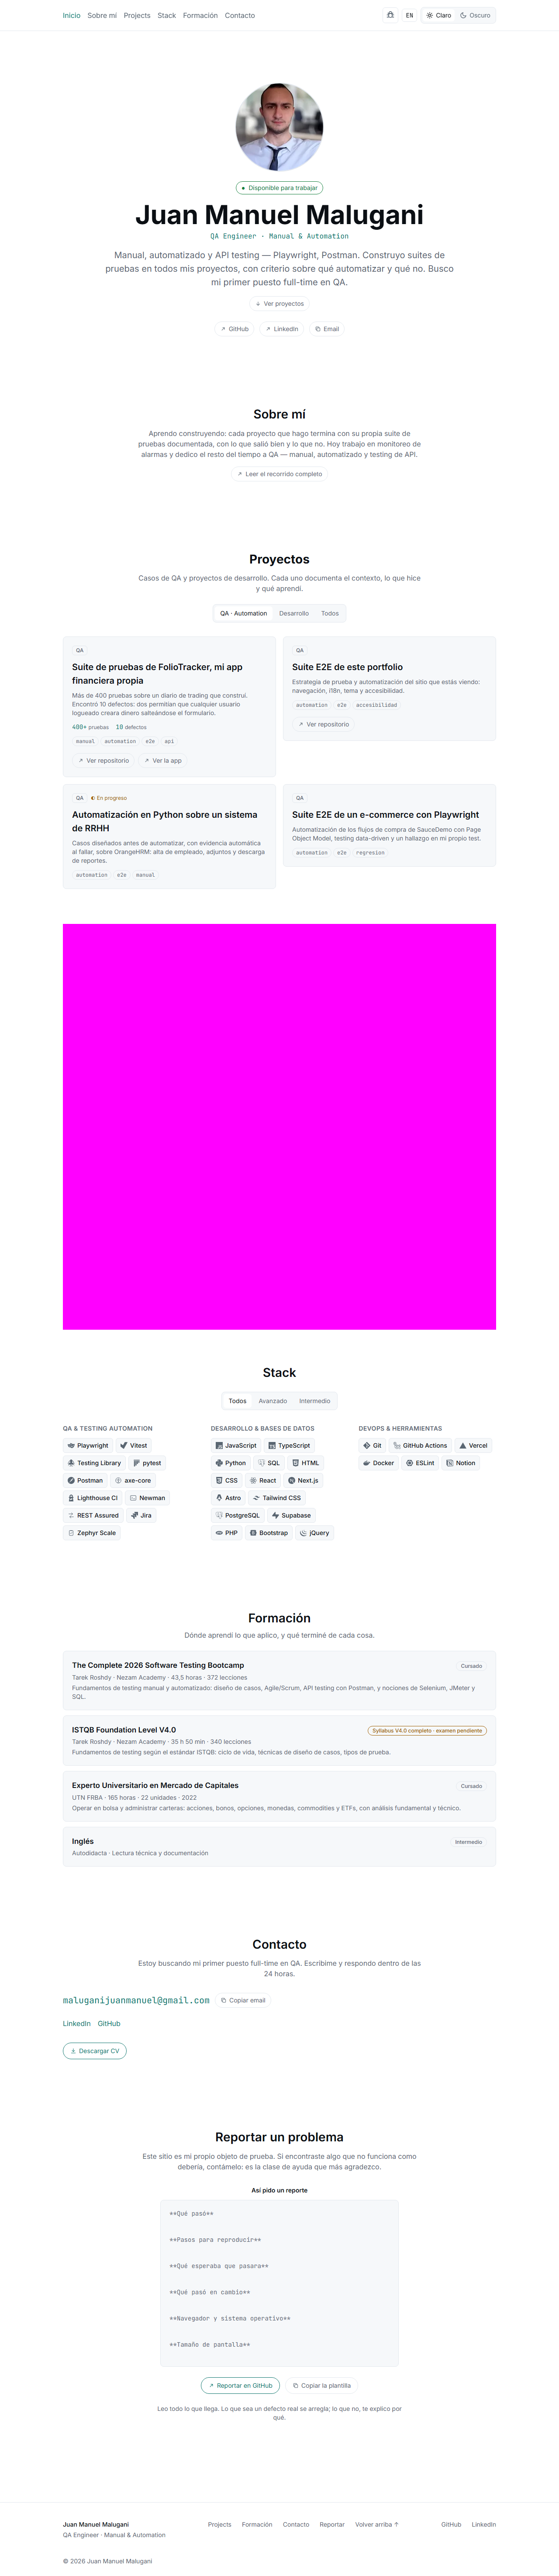 Inicio Sobre mí Projects Stack Formación Contacto EN Claro Oscuro
Disponible para trabajar
Juan Manuel Malugani
QA Engineer · Manual & Automation
Manual, automatizado y API testing — Playwright, Postman. Construyo suites de
pruebas en todos mis proyectos, con criterio sobre qué automatizar y qué no. Busco
mi primer puesto full-time en QA.
Ver proyectos
GitHub LinkedIn Email
Sobre mí
Aprendo construyendo: cada proyecto que hago termina con su propia suite de
pruebas documentada, con lo que salió bien y lo que no. Hoy trabajo en monitoreo de
alarmas y dedico el resto del tiempo a QA — manual, automatizado y testing de API.
Leer el recorrido completo
Proyectos
Casos de QA y proyectos de desarrollo. Cada uno documenta el contexto, lo que hice
y qué aprendí.
QA · Automation Desarrollo Todos
QA
Suite de pruebas de FolioTracker, mi app
financiera propia
Más de 400 pruebas sobre un diario de trading que construí.
Encontró 10 defectos: dos permitían que cualquier usuario
logueado creara dinero salteándose el formulario.
400+ pruebas 10 defectos
manual automation e2e api
Ver repositorio Ver la app
QA
Suite E2E de este portfolio
Estrategia de prueba y automatización del sitio que estás viendo:
navegación, i18n, tema y accesibilidad.
automation e2e accesibilidad
Ver repositorio
QA En progreso
Automatización en Python sobre un sistema
de RRHH
Casos diseñados antes de automatizar, con evidencia automática
al fallar, sobre OrangeHRM: alta de empleado, adjuntos y descarga
de reportes.
automation e2e manual
QA
Suite E2E de un e-commerce con Playwright
Automatización de los flujos de compra de SauceDemo con Page
Object Model, testing data-driven y un hallazgo en mi propio test.
automation e2e regresion
Stack
Todos Avanzado Intermedio
QA & TESTING AUTOMATION
Playwright Vitest
Testing Library pytest
Postman axe-core
Lighthouse CI Newman
REST Assured Jira
Zephyr Scale
DESARROLLO & BASES DE DATOS
JavaScript TypeScript
Python SQL HTML
CSS React Next.js
Astro Tailwind CSS
PostgreSQL Supabase
PHP Bootstrap jQuery
DEVOPS & HERRAMIENTAS
Git GitHub Actions Vercel
Docker ESLint Notion
Formación
Dónde aprendí lo que aplico, y qué terminé de cada cosa.
The Complete 2026 Software Testing Bootcamp Cursado
Tarek Roshdy · Nezam Academy · 43,5 horas · 372 lecciones
Fundamentos de testing manual y automatizado: diseño de casos, Agile/Scrum, API testing con Postman, y nociones de Selenium, JMeter y
SQL.
ISTQB Foundation Level V4.0 Syllabus V4.0 completo · examen pendiente
Tarek Roshdy · Nezam Academy · 35 h 50 min · 340 lecciones
Fundamentos de testing según el estándar ISTQB: ciclo de vida, técnicas de diseño de casos, tipos de prueba.
Experto Universitario en Mercado de Capitales Cursado
UTN FRBA · 165 horas · 22 unidades · 2022
Operar en bolsa y administrar carteras: acciones, bonos, opciones, monedas, commodities y ETFs, con análisis fundamental y técnico.
Inglés Intermedio
Autodidacta · Lectura técnica y documentación
Contacto
Estoy buscando mi primer puesto full-time en QA. Escribime y respondo dentro de las
24 horas.
maluganijuanmanuel@gmail.com Copiar email
LinkedIn GitHub
Descargar CV
Reportar un problema
Este sitio es mi propio objeto de prueba. Si encontraste algo que no funciona como
debería, contámelo: es la clase de ayuda que más agradezco.
Así pido un reporte
**Qué pasó**
**Pasos para reproducir**
**Qué esperaba que pasara**
**Qué pasó en cambio**
**Navegador y sistema operativo**
**Tamaño de pantalla**
Reportar en GitHub Copiar la plantilla
Leo todo lo que llega. Lo que sea un defecto real se arregla; lo que no, te explico por
qué.
Juan Manuel Malugani
QA Engineer · Manual & Automation
Projects Formación Contacto Reportar Volver arriba ↑
GitHub LinkedIn
© 2026 Juan Manuel Malugani